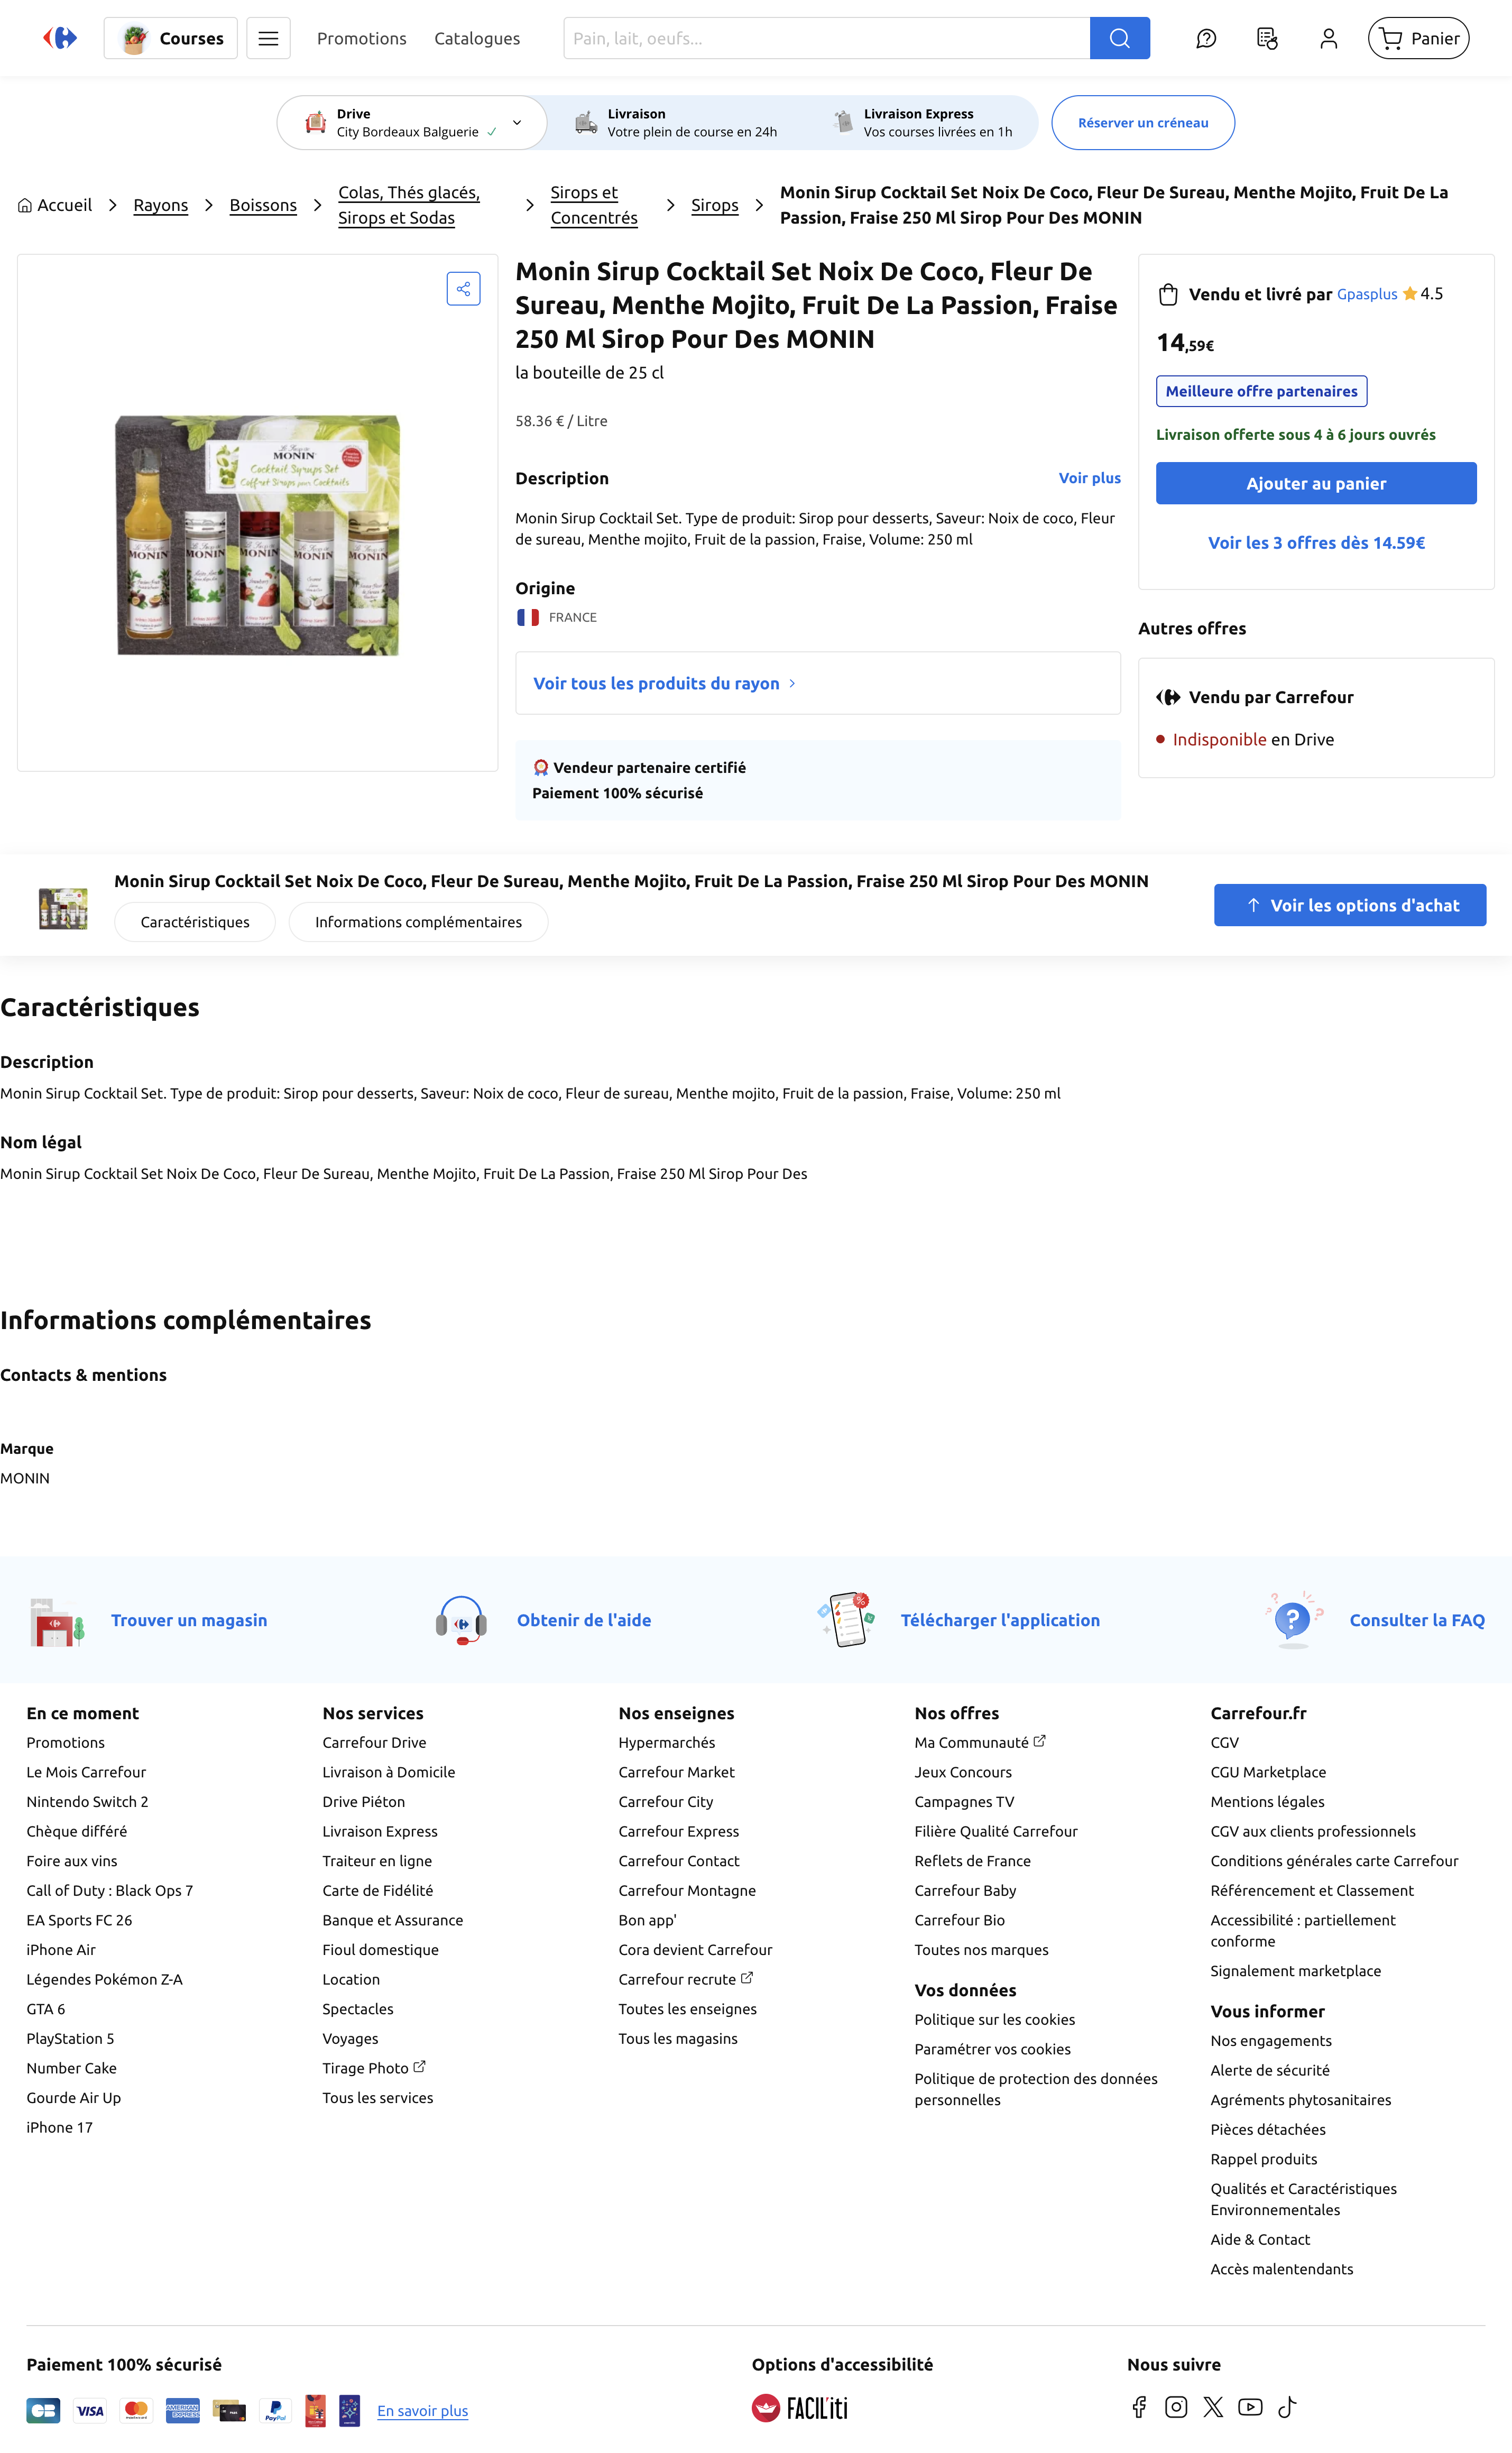 Courses
Promotions
Catalogues
Pain, lait, oeufs...
Panier
Drive
City Bordeaux Balguerie
Livraison
Votre plein de course en 24h
Livraison Express
Vos courses livrées en 1h
Réserver un créneau
Accueil
Rayons
Boissons
Colas, Thés glacés,
Sirops et Sodas
Sirops et
Concentrés
Sirops
Monin Sirup Cocktail Set Noix De Coco, Fleur De Sureau, Menthe Mojito, Fruit De La
Passion, Fraise 250 Ml Sirop Pour Des MONIN
MONIN
Cocktail Syrups Set
Coffret Sirops pour Cocktails
MONIN
MONIN
MONIN
MONIN
MONIN
Monin Sirup Cocktail Set Noix De Coco, Fleur De
Sureau, Menthe Mojito, Fruit De La Passion, Fraise
250 Ml Sirop Pour Des MONIN
la bouteille de 25 cl
58.36 € / Litre
Description
Voir plus
Monin Sirup Cocktail Set. Type de produit: Sirop pour desserts, Saveur: Noix de coco, Fleur
de sureau, Menthe mojito, Fruit de la passion, Fraise, Volume: 250 ml
Origine
FRANCE
Voir tous les produits du rayon
Vendeur partenaire certifié
Paiement 100% sécurisé
Vendu et livré par Gpasplus 4.5
14,59€
Meilleure offre partenaires
Livraison offerte sous 4 à 6 jours ouvrés
Ajouter au panier
Voir les 3 offres dès 14.59€
Autres offres
Vendu par Carrefour
Indisponible en Drive
Monin Sirup Cocktail Set Noix De Coco, Fleur De Sureau, Menthe Mojito, Fruit De La Passion, Fraise 250 Ml Sirop Pour Des MONIN
Caractéristiques
Informations complémentaires
Voir les options d'achat
Caractéristiques
Description
Monin Sirup Cocktail Set. Type de produit: Sirop pour desserts, Saveur: Noix de coco, Fleur de sureau, Menthe mojito, Fruit de la passion, Fraise, Volume: 250 ml
Nom légal
Monin Sirup Cocktail Set Noix De Coco, Fleur De Sureau, Menthe Mojito, Fruit De La Passion, Fraise 250 Ml Sirop Pour Des
Informations complémentaires
Contacts & mentions
Marque
MONIN
Trouver un magasin
Obtenir de l'aide
Télécharger l'application
Consulter la FAQ
En ce moment
Promotions
Le Mois Carrefour
Nintendo Switch 2
Chèque différé
Foire aux vins
Call of Duty : Black Ops 7
EA Sports FC 26
iPhone Air
Légendes Pokémon Z-A
GTA 6
PlayStation 5
Number Cake
Gourde Air Up
iPhone 17
Nos services
Carrefour Drive
Livraison à Domicile
Drive Piéton
Livraison Express
Traiteur en ligne
Carte de Fidélité
Banque et Assurance
Fioul domestique
Location
Spectacles
Voyages
Tirage Photo
Tous les services
Nos enseignes
Hypermarchés
Carrefour Market
Carrefour City
Carrefour Express
Carrefour Contact
Carrefour Montagne
Bon app'
Cora devient Carrefour
Carrefour recrute
Toutes les enseignes
Tous les magasins
Nos offres
Ma Communauté
Jeux Concours
Campagnes TV
Filière Qualité Carrefour
Reflets de France
Carrefour Baby
Carrefour Bio
Toutes nos marques
Vos données
Politique sur les cookies
Paramétrer vos cookies
Politique de protection des données
personnelles
Carrefour.fr
CGV
CGU Marketplace
Mentions légales
CGV aux clients professionnels
Conditions générales carte Carrefour
Référencement et Classement
Accessibilité : partiellement
conforme
Signalement marketplace
Vous informer
Nos engagements
Alerte de sécurité
Agréments phytosanitaires
Pièces détachées
Rappel produits
Qualités et Caractéristiques
Environnementales
Aide & Contact
Accès malentendants
Paiement 100% sécurisé
CB
VISA
mastercard
AMERICAN EXPRESS
PayPal
En savoir plus
Options d'accessibilité
FACIL'iti
Nous suivre